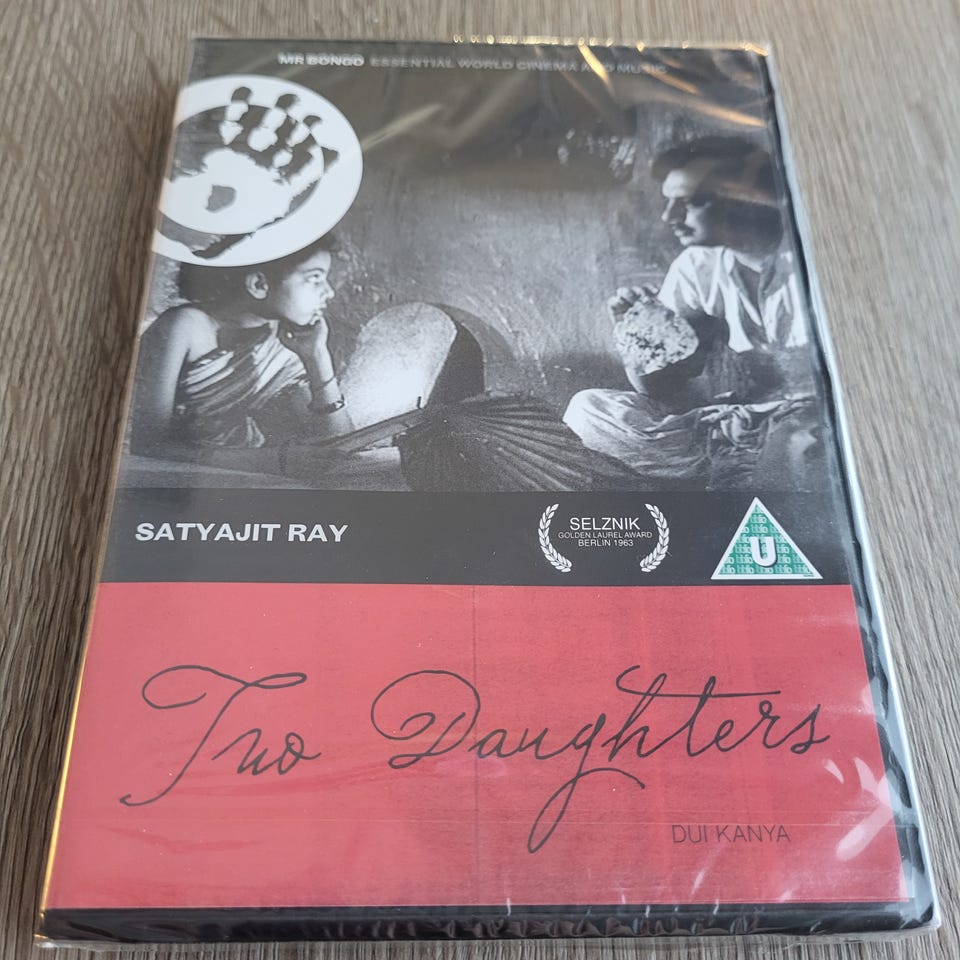 MR BONGO ESSENTIAL WORLD CINEMA AND MUSIC
SATYAJIT RAY
SELZNIK
GOLDEN LAUREL AWARD
BERLIN 1963
U
Two Daughters
DUI KANYA